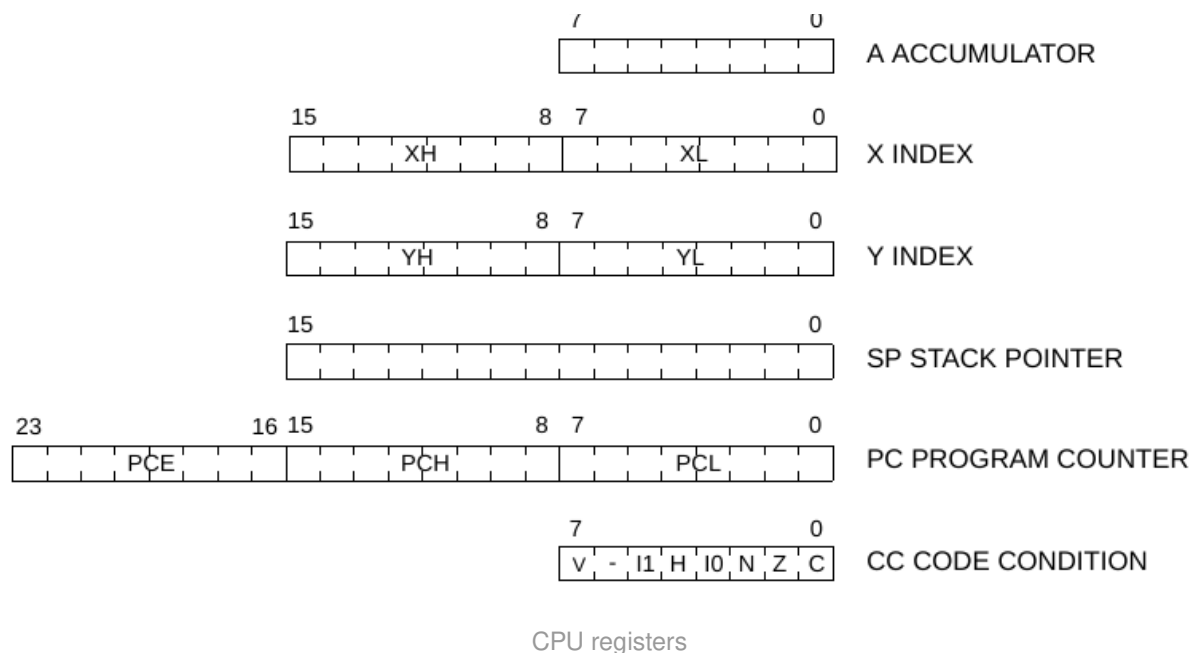 7 0
A ACCUMULATOR
15 8 7 0
XH XL X INDEX
15 8 7 0
YH YL Y INDEX
15 0
SP STACK POINTER
23 16 15 8 7 0
PCE PCH PCL PC PROGRAM COUNTER
7 0
V - I1 H I0 N Z C CC CODE CONDITION
CPU registers